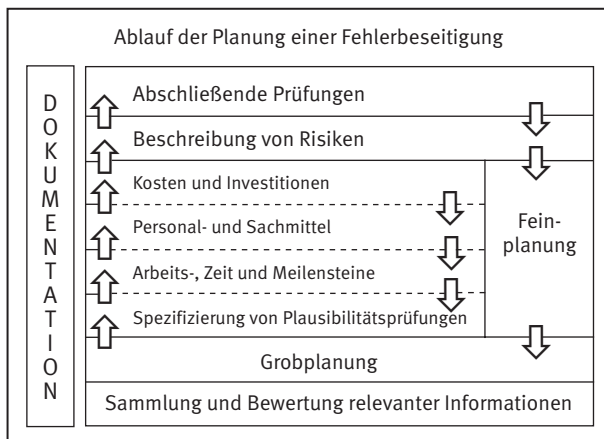 Ablauf der Planung einer Fehlerbeseitigung
DOKUMENTATION
Abschließende Prüfungen
Beschreibung von Risiken
Kosten und Investitionen
Personal- und Sachmittel
Arbeits-, Zeit und Meilensteine
Spezifizierung von Plausibilitätsprüfungen
Fein-
planung
Grobplanung
Sammlung und Bewertung relevanter Informationen